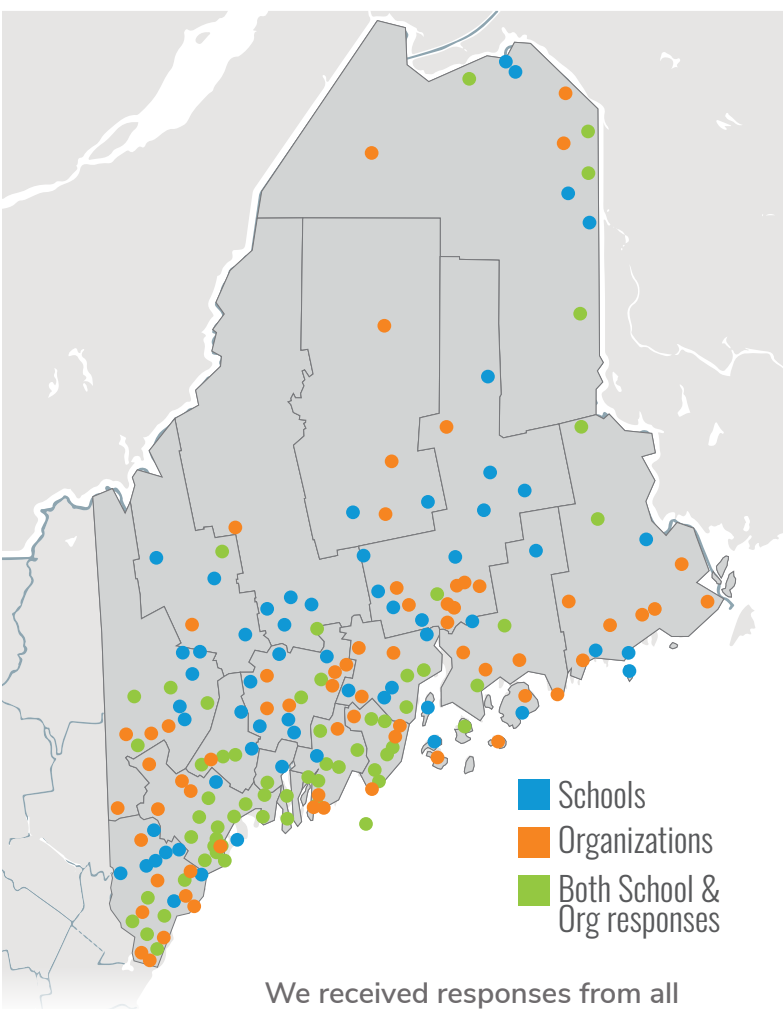 Schools
Organizations
Both School &
Org responses
We received responses from all